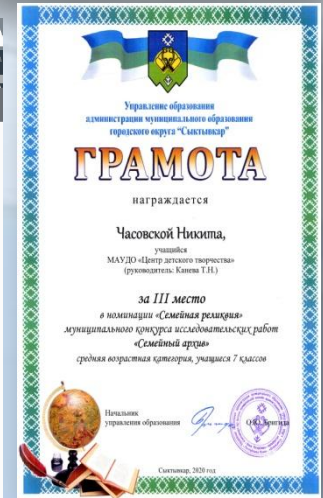 Управление образования
администрации муниципального образования
городского округа "Сыктывкар"
ГРАМОТА
награждается
Часовской Никита,
учащийся
МАУДО «Центр детского творчества»
(руководитель: Канева Т.Н.)
за III место
в номинации «Семейная реликвия»
муниципального конкурса исследовательских работ
«Семейный архив»
средняя возрастная категория, учащиеся 7 классов
Начальник
управления образования
О.Ю. Бригида
Сыктывкар, 2020 год